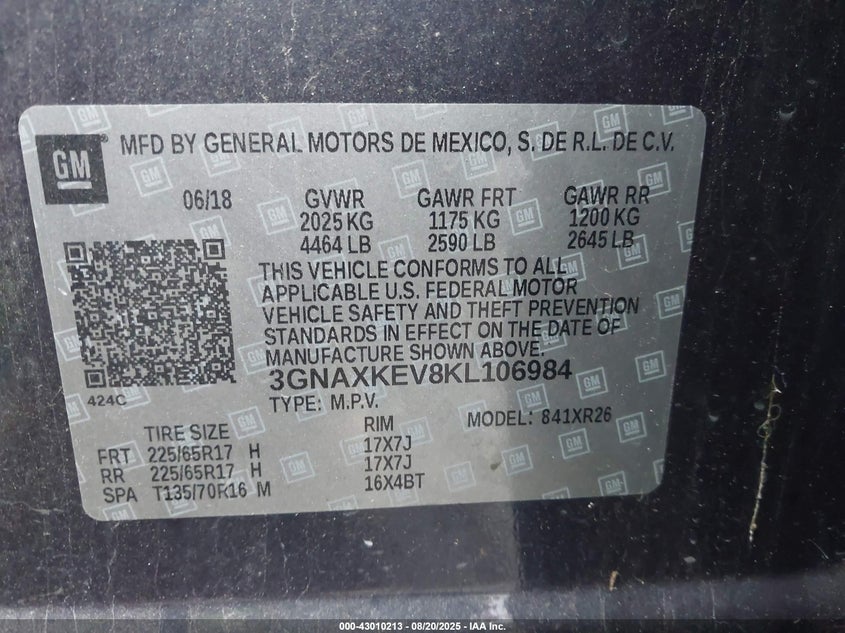 GM
MFD BY GENERAL MOTORS DE MEXICO, S. DE R.L. DE C.V.
06/18 GVWR GAWR FRT GAWR RR
2025 KG 1175 KG 1200 KG
4464 LB 2590 LB 2645 LB
THIS VEHICLE CONFORMS TO ALL
APPLICABLE U.S. FEDERAL MOTOR
VEHICLE SAFETY AND THEFT PREVENTION
STANDARDS IN EFFECT ON THE DATE OF
MANUFACTURE SHOWN ABOVE.
424C
3GNAXKEV8KL106984
TYPE: M.P.V. MODEL: 841XR26
TIRE SIZE RIM
FRT 225/65R17 H 17X7J
RR 225/65R17 H 17X7J
SPA T135/70R16 M 16X4BT
000-43010213 - 08/20/2025 - IAA Inc.